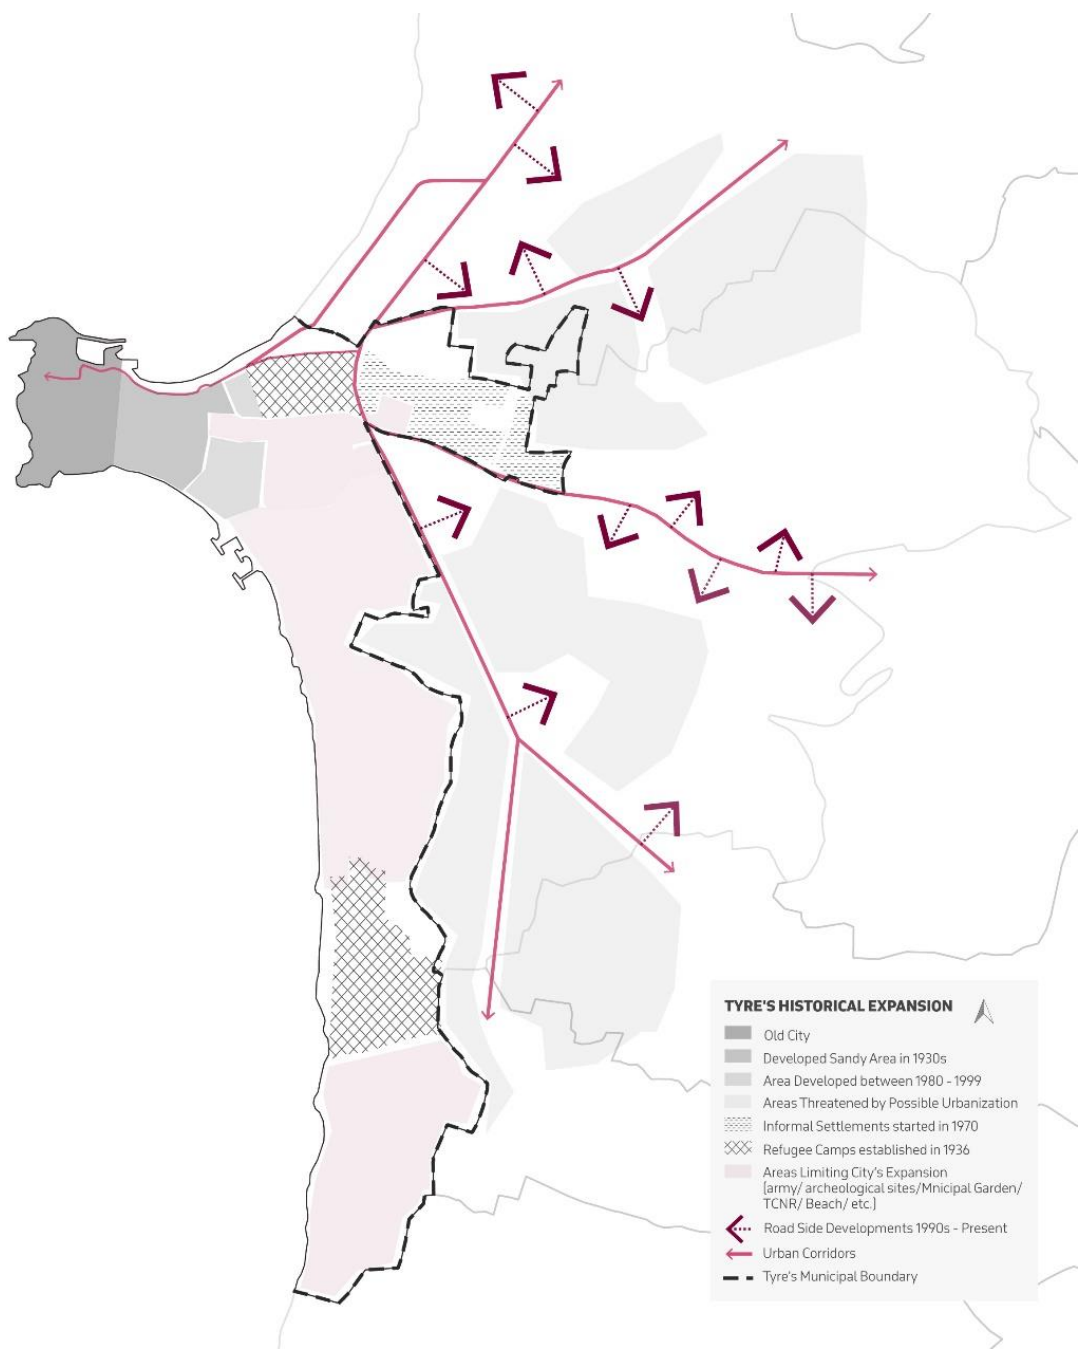 TYRE'S HISTORICAL EXPANSION
Old City
Developed Sandy Area in 1930s
Area Developed between 1980 - 1999
Areas Threatened by Possible Urbanization
Informal Settlements started in 1970
Refugee Camps established in 1936
Areas Limiting City's Expansion
[army/ archeological sites/Mnicipal Garden/
TCNR/ Beach/ etc.]
Road Side Developments 1990s - Present
Urban Corridors
Tyre's Municipal Boundary